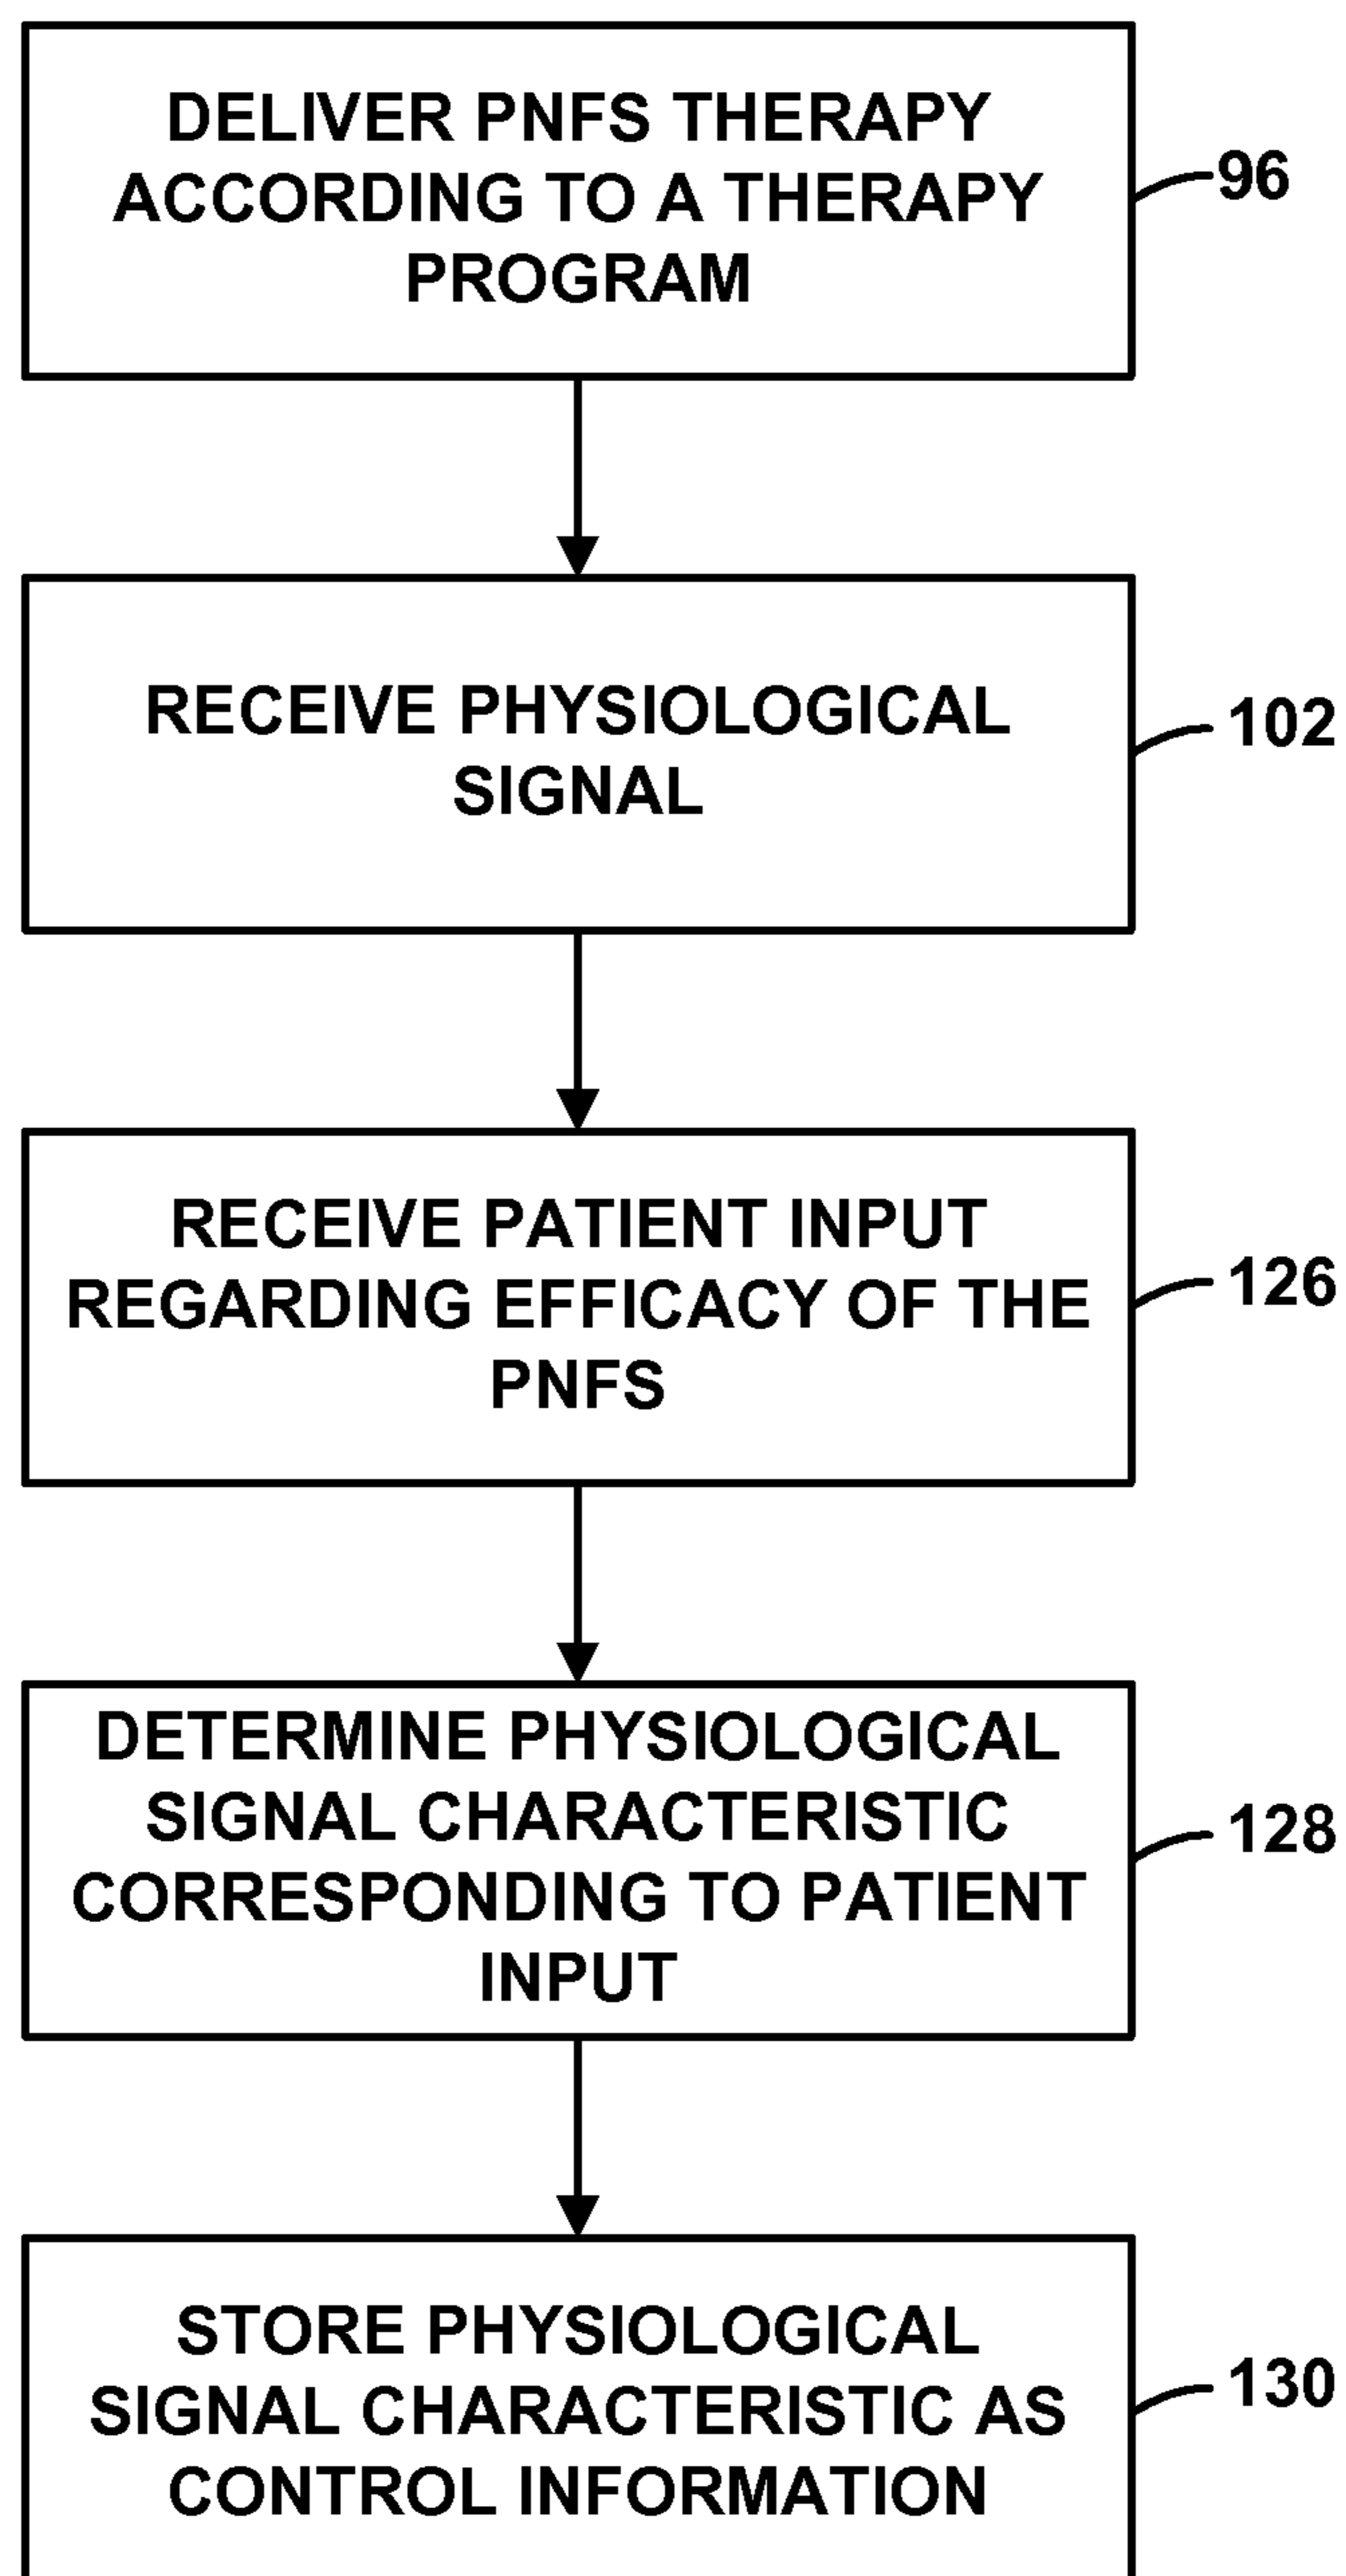 DELIVER PNFS THERAPY
ACCORDING TO A THERAPY
PROGRAM
96
RECEIVE PHYSIOLOGICAL
SIGNAL
102
RECEIVE PATIENT INPUT
REGARDING EFFICACY OF THE
PNFS
126
DETERMINE PHYSIOLOGICAL
SIGNAL CHARACTERISTIC
CORRESPONDING TO PATIENT
INPUT
128
STORE PHYSIOLOGICAL
SIGNAL CHARACTERISTIC AS
CONTROL INFORMATION
130